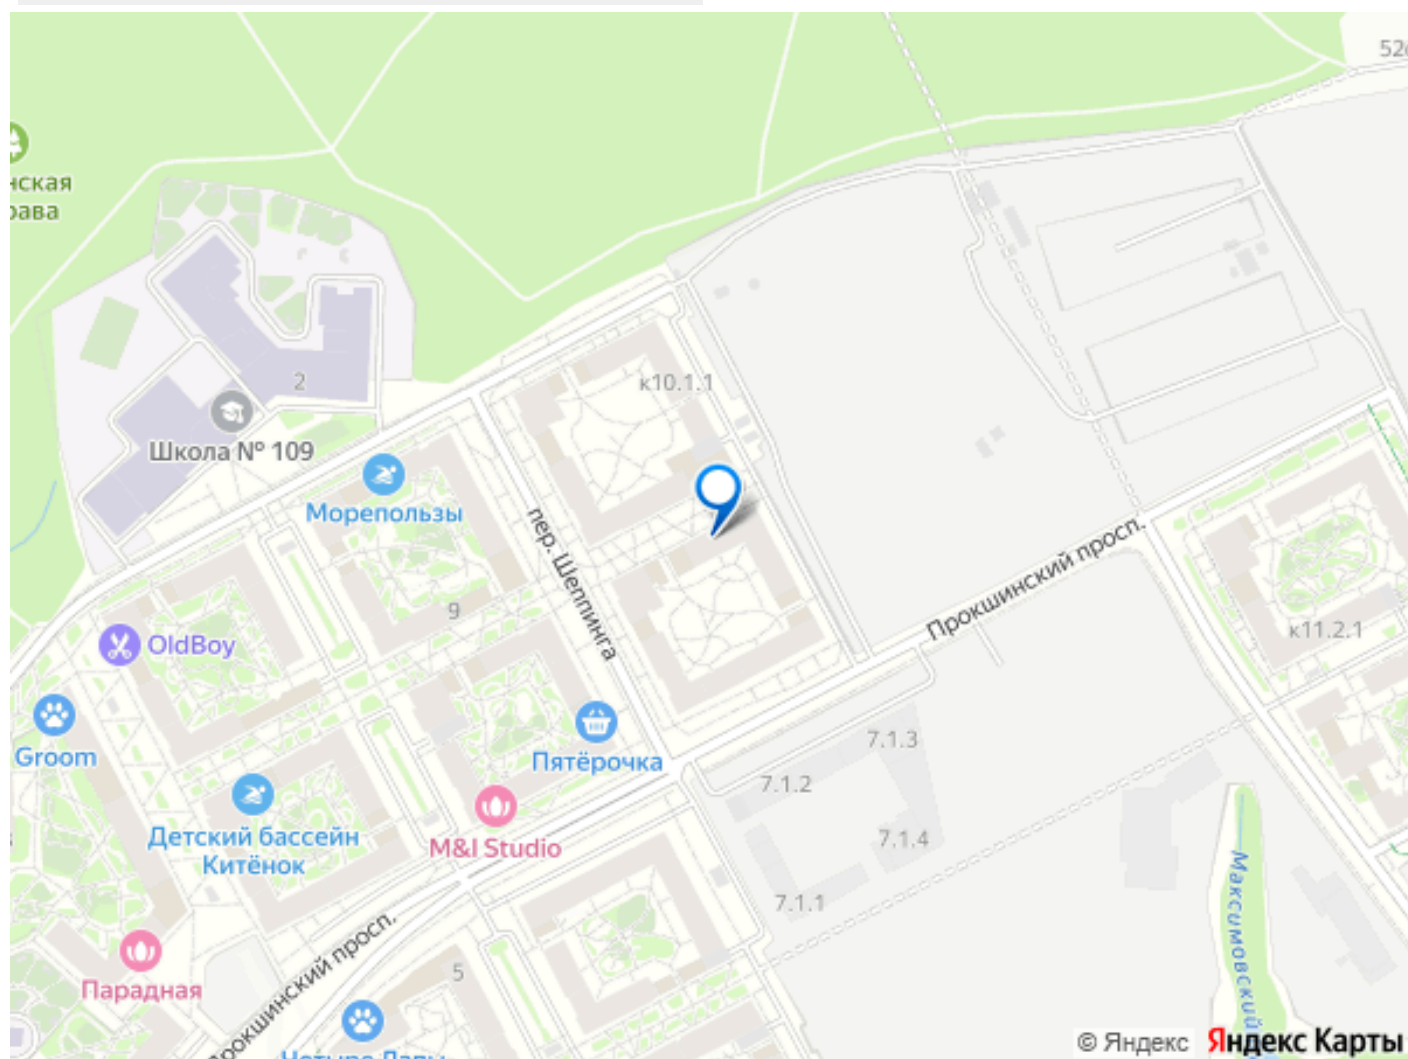 52
нская
рава
к10.1.1
2
Школа № 109
Морепользы
пер. Шеппинга
9
Прокшинский просп.
к11.2.1
OldBoy
Groom
Пятёрочка
7.1.3
7.1.2
7.1.4
7.1.1
Детский бассейн
Китёнок
M&I Studio
Максимовский
Прокшинский просп.
Парадная
5
Четыре Лапы
© Яндекс Яндекс Карты